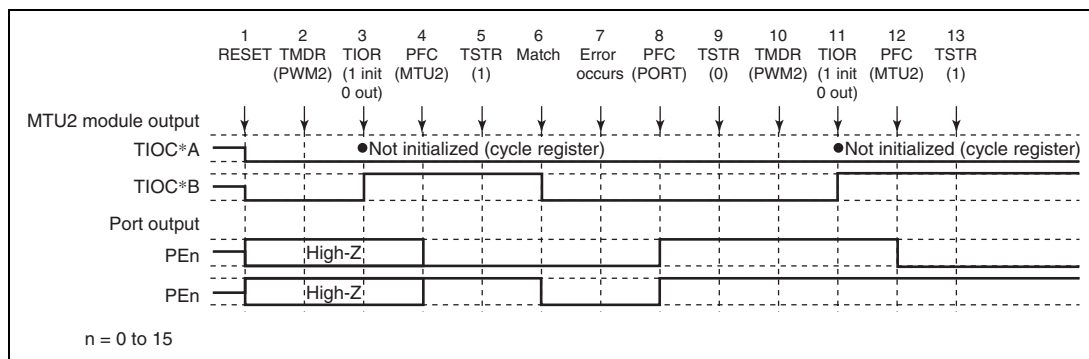 1 2 3 4 5 6 7 8 9 10 11 12 13
RESET TMDR TIOR PFC TSTR Match Error PFC TSTR TMDR TIOR PFC TSTR
(PWM2) (1 init (MTU2) (1) occurs (PORT) (0) (PWM2) (1 init (MTU2) (1)
0 out) 0 out)
MTU2 module output
TIOC*A ●Not initialized (cycle register) ●Not initialized (cycle register)
TIOC*B
Port output
PEn High-Z
PEn High-Z
n = 0 to 15